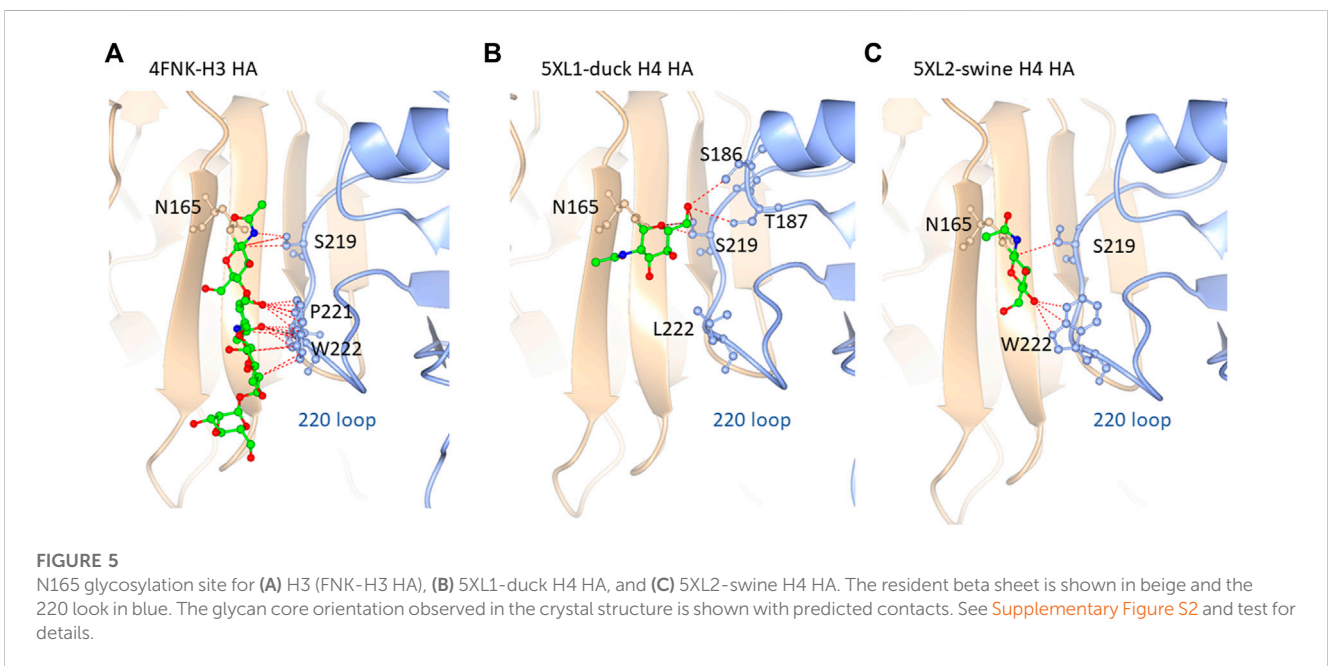 A
4FNK-H3 HA
N165
S219
P221
W222
220 loop
B
5XL1-duck H4 HA
S186
N165
T187
S219
L222
220 loop
C
5XL2-swine H4 HA
N165
S219
W222
220 loop
FIGURE 5
N165 glycosylation site for (A) H3 (FNK-H3 HA), (B) 5XL1-duck H4 HA, and (C) 5XL2-swine H4 HA. The resident beta sheet is shown in beige and the
220 look in blue. The glycan core orientation observed in the crystal structure is shown with predicted contacts. See Supplementary Figure S2 and test for
details.